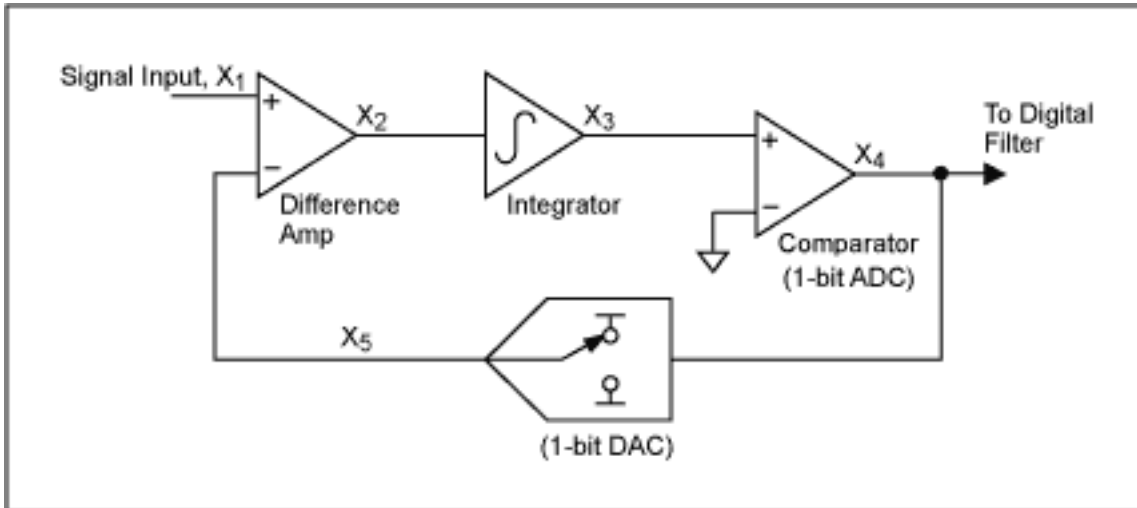 Signal Input, X1
+
−
X2
Difference
Amp
X3
Integrator
+
−
X4
Comparator
(1-bit ADC)
To Digital
Filter
X5
(1-bit DAC)